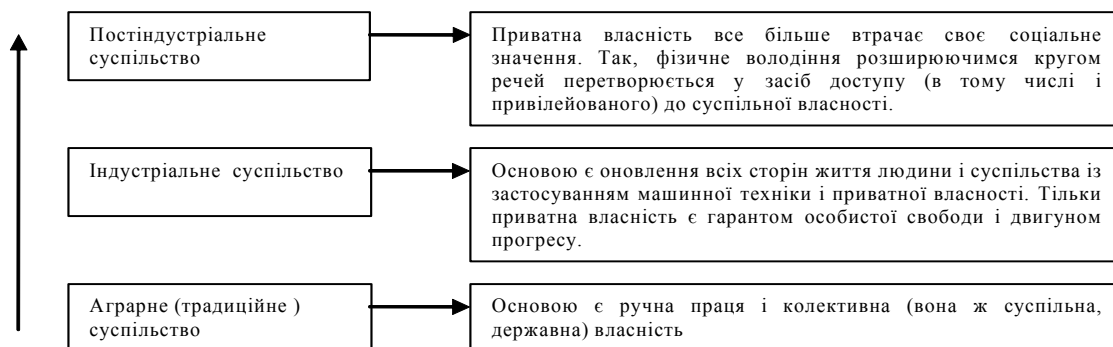 Постіндустріальне
суспільство
Приватна власність все більше втрачає своє соціальне
значення. Так, фізичне володіння розширюючимся кругом
речей перетворюється у засіб доступу (в тому числі і
привілейованого) до суспільної власності.
Індустріальне суспільство
Основою є оновлення всіх сторін життя людини і суспільства із
застосуванням машинної техніки і приватної власності. Тільки
приватна власність є гарантом особистої свободи і двигуном
прогресу.
Аграрне (традиційне )
суспільство
Основою є ручна праця і колективна (вона ж суспільна,
державна) власність